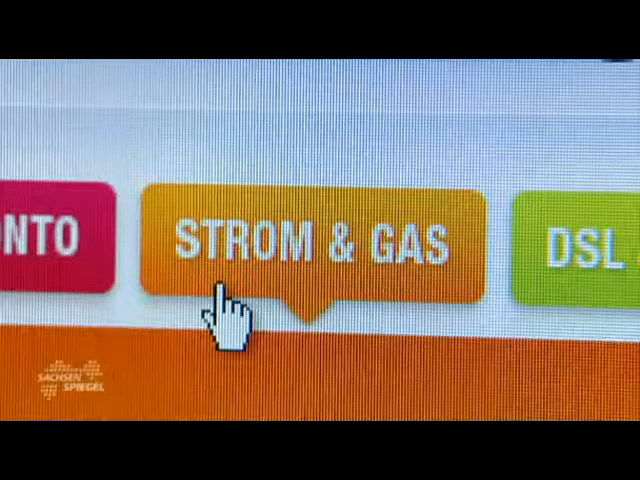 NTO
STROM & GAS
DSL
SACHSEN
SPIEGEL